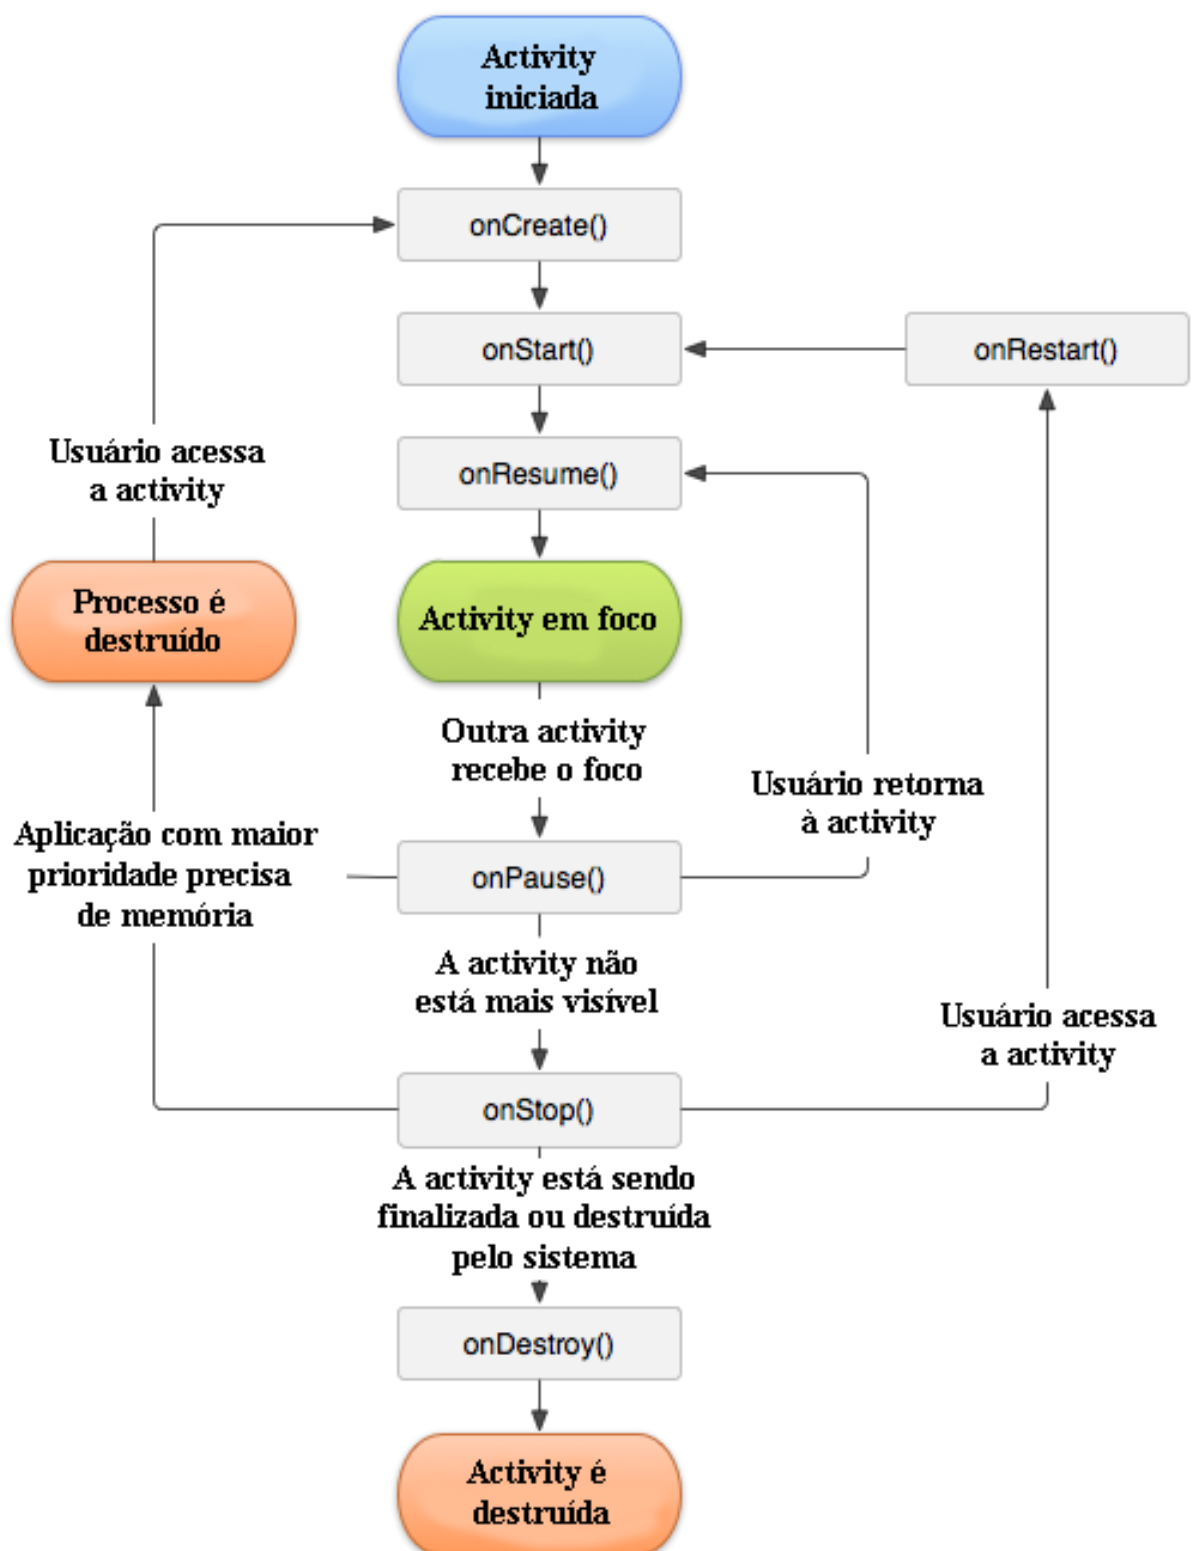 Activity
iniciada
onCreate()
onStart()
onRestart()
Usuário acessa
a activity
onResume()
Processo é
destruído
Activity em foco
Outra activity
recebe o foco
Usuário retorna
à activity
Aplicação com maior
prioridade precisa
de memória
onPause()
A activity não
está mais visível
Usuário acessa
a activity
onStop()
A activity está sendo
finalizada ou destruída
pelo sistema
onDestroy()
Activity é
destruída